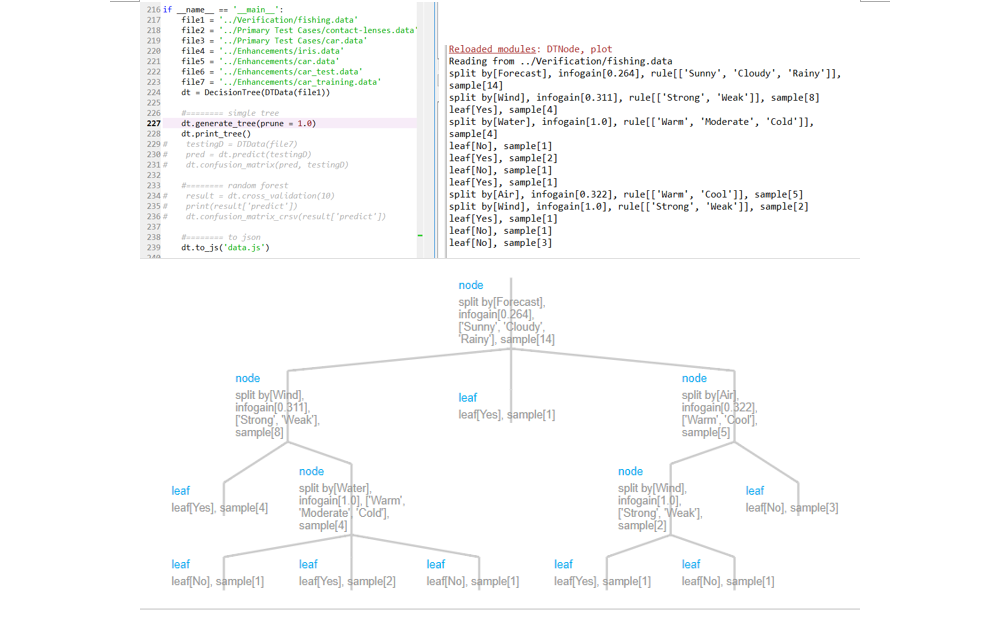 216 if __name__ == '__main__':
217 file1 = '../Verification/fishing.data'
218 file2 = '../Primary Test Cases/contact-lenses.data'
219 file3 = '../Primary Test Cases/car.data'
220 file4 = '../Enhancements/iris.data'
221 file5 = '../Enhancements/car.data'
222 file6 = '../Enhancements/car_test.data'
223 file7 = '../Enhancements/car_training.data'
224 dt = DecisionTree(DTData(file1))
225
226 #======== single tree
227 dt.generate_tree(prune = 1.0)
228 dt.print_tree()
229 # testingD = DTData(file7)
230 # pred = dt.predict(testingD)
231 # dt.confusion_matrix(pred, testingD)
232
233 #======== random forest
234 # result = dt.cross_validation(10)
235 # print(result['predict'])
236 # dt.confusion_matrix_crsv(result['predict'])
237
238 #======== to json
239 dt.to_js('data.js')
240
Reloaded modules: DTNode, plot
Reading from ../Verification/fishing.data
split by[Forecast], infogain[0.264], rule[['Sunny', 'Cloudy', 'Rainy']],
sample[14]
split by[Wind], infogain[0.311], rule[['Strong', 'Weak']], sample[8]
leaf[Yes], sample[4]
split by[Water], infogain[1.0], rule[['Warm', 'Moderate', 'Cold']],
sample[4]
leaf[No], sample[1]
leaf[Yes], sample[2]
leaf[No], sample[1]
leaf[Yes], sample[1]
split by[Air], infogain[0.322], rule[['Warm', 'Cool']], sample[5]
split by[Wind], infogain[1.0], rule[['Strong', 'Weak']], sample[2]
leaf[Yes], sample[1]
leaf[No], sample[1]
leaf[No], sample[3]
node
split by[Forecast],
infogain[0.264],
['Sunny', 'Cloudy',
'Rainy'], sample[14]
node
split by[Wind],
infogain[0.311],
['Strong', 'Weak'],
sample[8]
leaf
leaf[Yes], sample[1]
node
split by[Air],
infogain[0.322],
['Warm', 'Cool'],
sample[5]
leaf
leaf[Yes], sample[4]
node
split by[Water],
infogain[1.0], ['Warm',
'Moderate', 'Cold'],
sample[4]
node
split by[Wind],
infogain[1.0],
['Strong', 'Weak'],
sample[2]
leaf
leaf[No], sample[3]
leaf
leaf[No], sample[1]
leaf
leaf[Yes], sample[2]
leaf
leaf[No], sample[1]
leaf
leaf[Yes], sample[1]
leaf
leaf[No], sample[1]